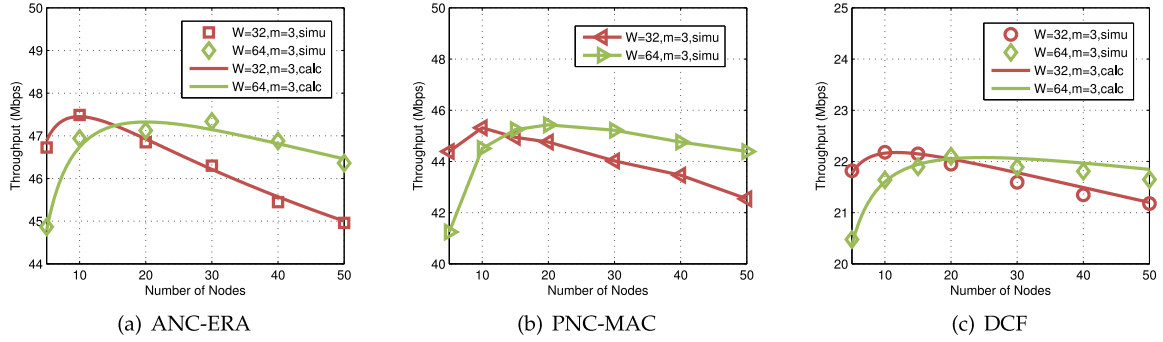 50
49
48
47
46
45
44
Throughput (Mbps)
W=32,m=3,simu
W=64,m=3,simu
W=32,m=3,calc
W=64,m=3,calc
10 20 30 40 50
Number of Nodes
(a) ANC-ERA
50
48
46
44
42
40
Throughput (Mbps)
W=32,m=3,simu
W=64,m=3,simu
10 20 30 40 50
Number of Nodes
(b) PNC-MAC
25
24
23
22
21
20
Throughput (Mbps)
W=32,m=3,simu
W=64,m=3,simu
W=32,m=3,calc
W=64,m=3,calc
10 20 30 40 50
Number of Nodes
(c) DCF